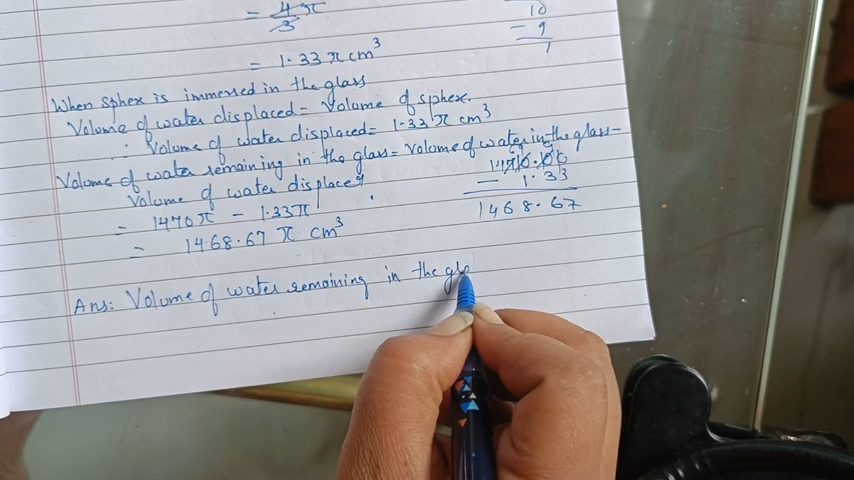 = 4/3 π
= 1.33 π cm³
10
- 9
1
When sphere is immersed in the glass
Volume of water displaced = Volume of sphere.
∴ Volume of water displaced = 1.33 π cm³
Volume of water remaining in the glass = Volume of water in the glass -
Volume of water displaced
= 1470π - 1.33π
= 1468.67 π cm³
1470.00
- 1.33
1468.67
Ans: Volume of water remaining in the gla